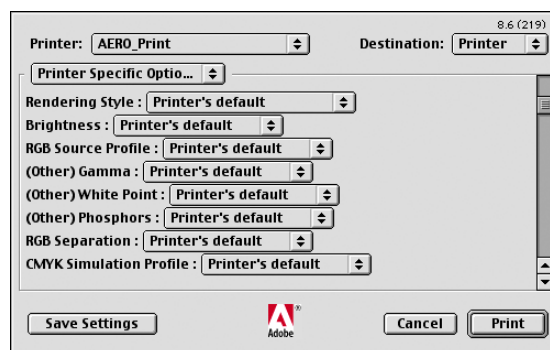 8.6 (219)
Printer: AERO_Print Destination: Printer
Printer Specific Optio...
Rendering Style : Printer's default
Brightness : Printer's default
RGB Source Profile : Printer's default
(Other) Gamma : Printer's default
(Other) White Point : Printer's default
(Other) Phosphors : Printer's default
RGB Separation : Printer's default
CMYK Simulation Profile : Printer's default
Save Settings Adobe® Cancel Print